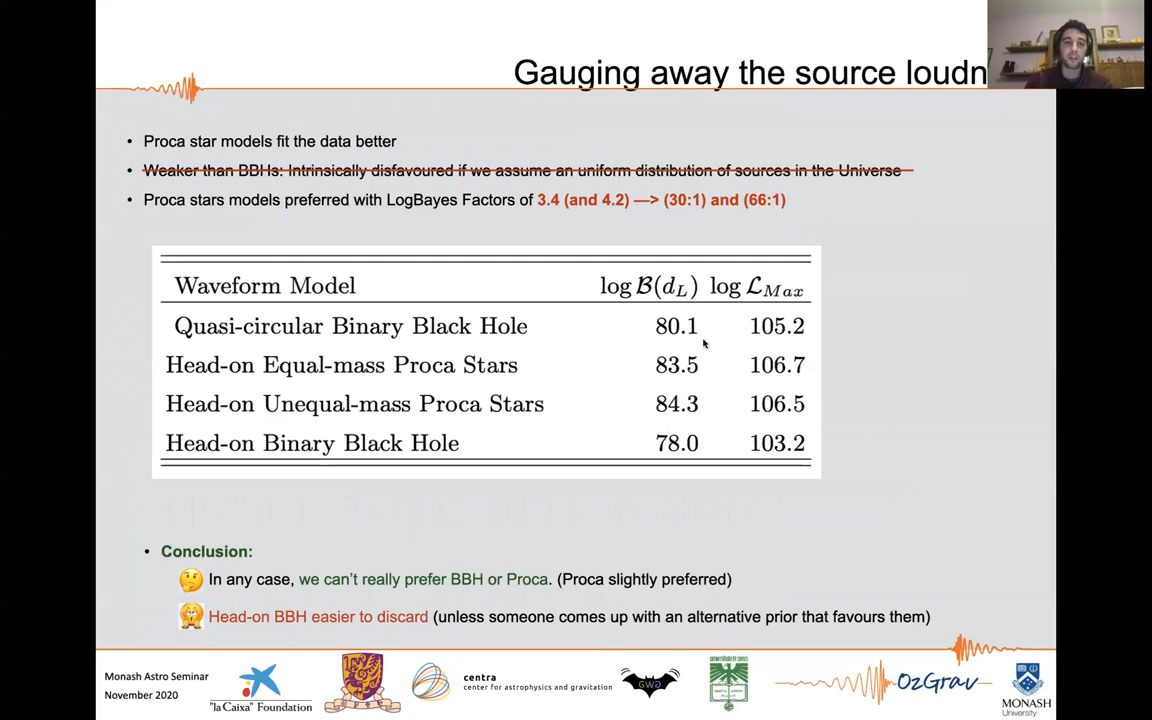 Gauging away the source loudn
• Proca star models fit the data better
• Weaker than BBHs: Intrinsically disfavoured if we assume an uniform distribution of sources in the Universe
• Proca stars models preferred with LogBayes Factors of 3.4 (and 4.2) —> (30:1) and (66:1)
Waveform Model log B(d_L) log L_Max
Quasi-circular Binary Black Hole 80.1 105.2
Head-on Equal-mass Proca Stars 83.5 106.7
Head-on Unequal-mass Proca Stars 84.3 106.5
Head-on Binary Black Hole 78.0 103.2
• Conclusion:
🤔 In any case, we can't really prefer BBH or Proca. (Proca slightly preferred)
Head-on BBH easier to discard (unless someone comes up with an alternative prior that favours them)
Monash Astro Seminar
November 2020
"la Caixa" Foundation
centra
center for astrophysics and gravitation
GWG
OzGrav
MONASH
University